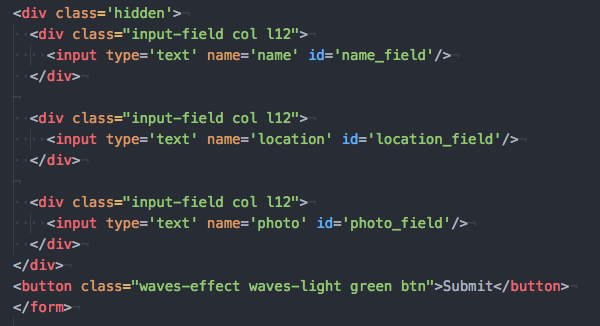 <div class='hidden'>
<div class="input-field col l12">
<input type='text' name='name' id='name_field'/>
</div>
<div class="input-field col l12">
<input type='text' name='location' id='location_field'/>
</div>
<div class="input-field col l12">
<input type='text' name='photo' id='photo_field'/>
</div>
</div>
<button class="waves-effect waves-light green btn">Submit</button>
</form>